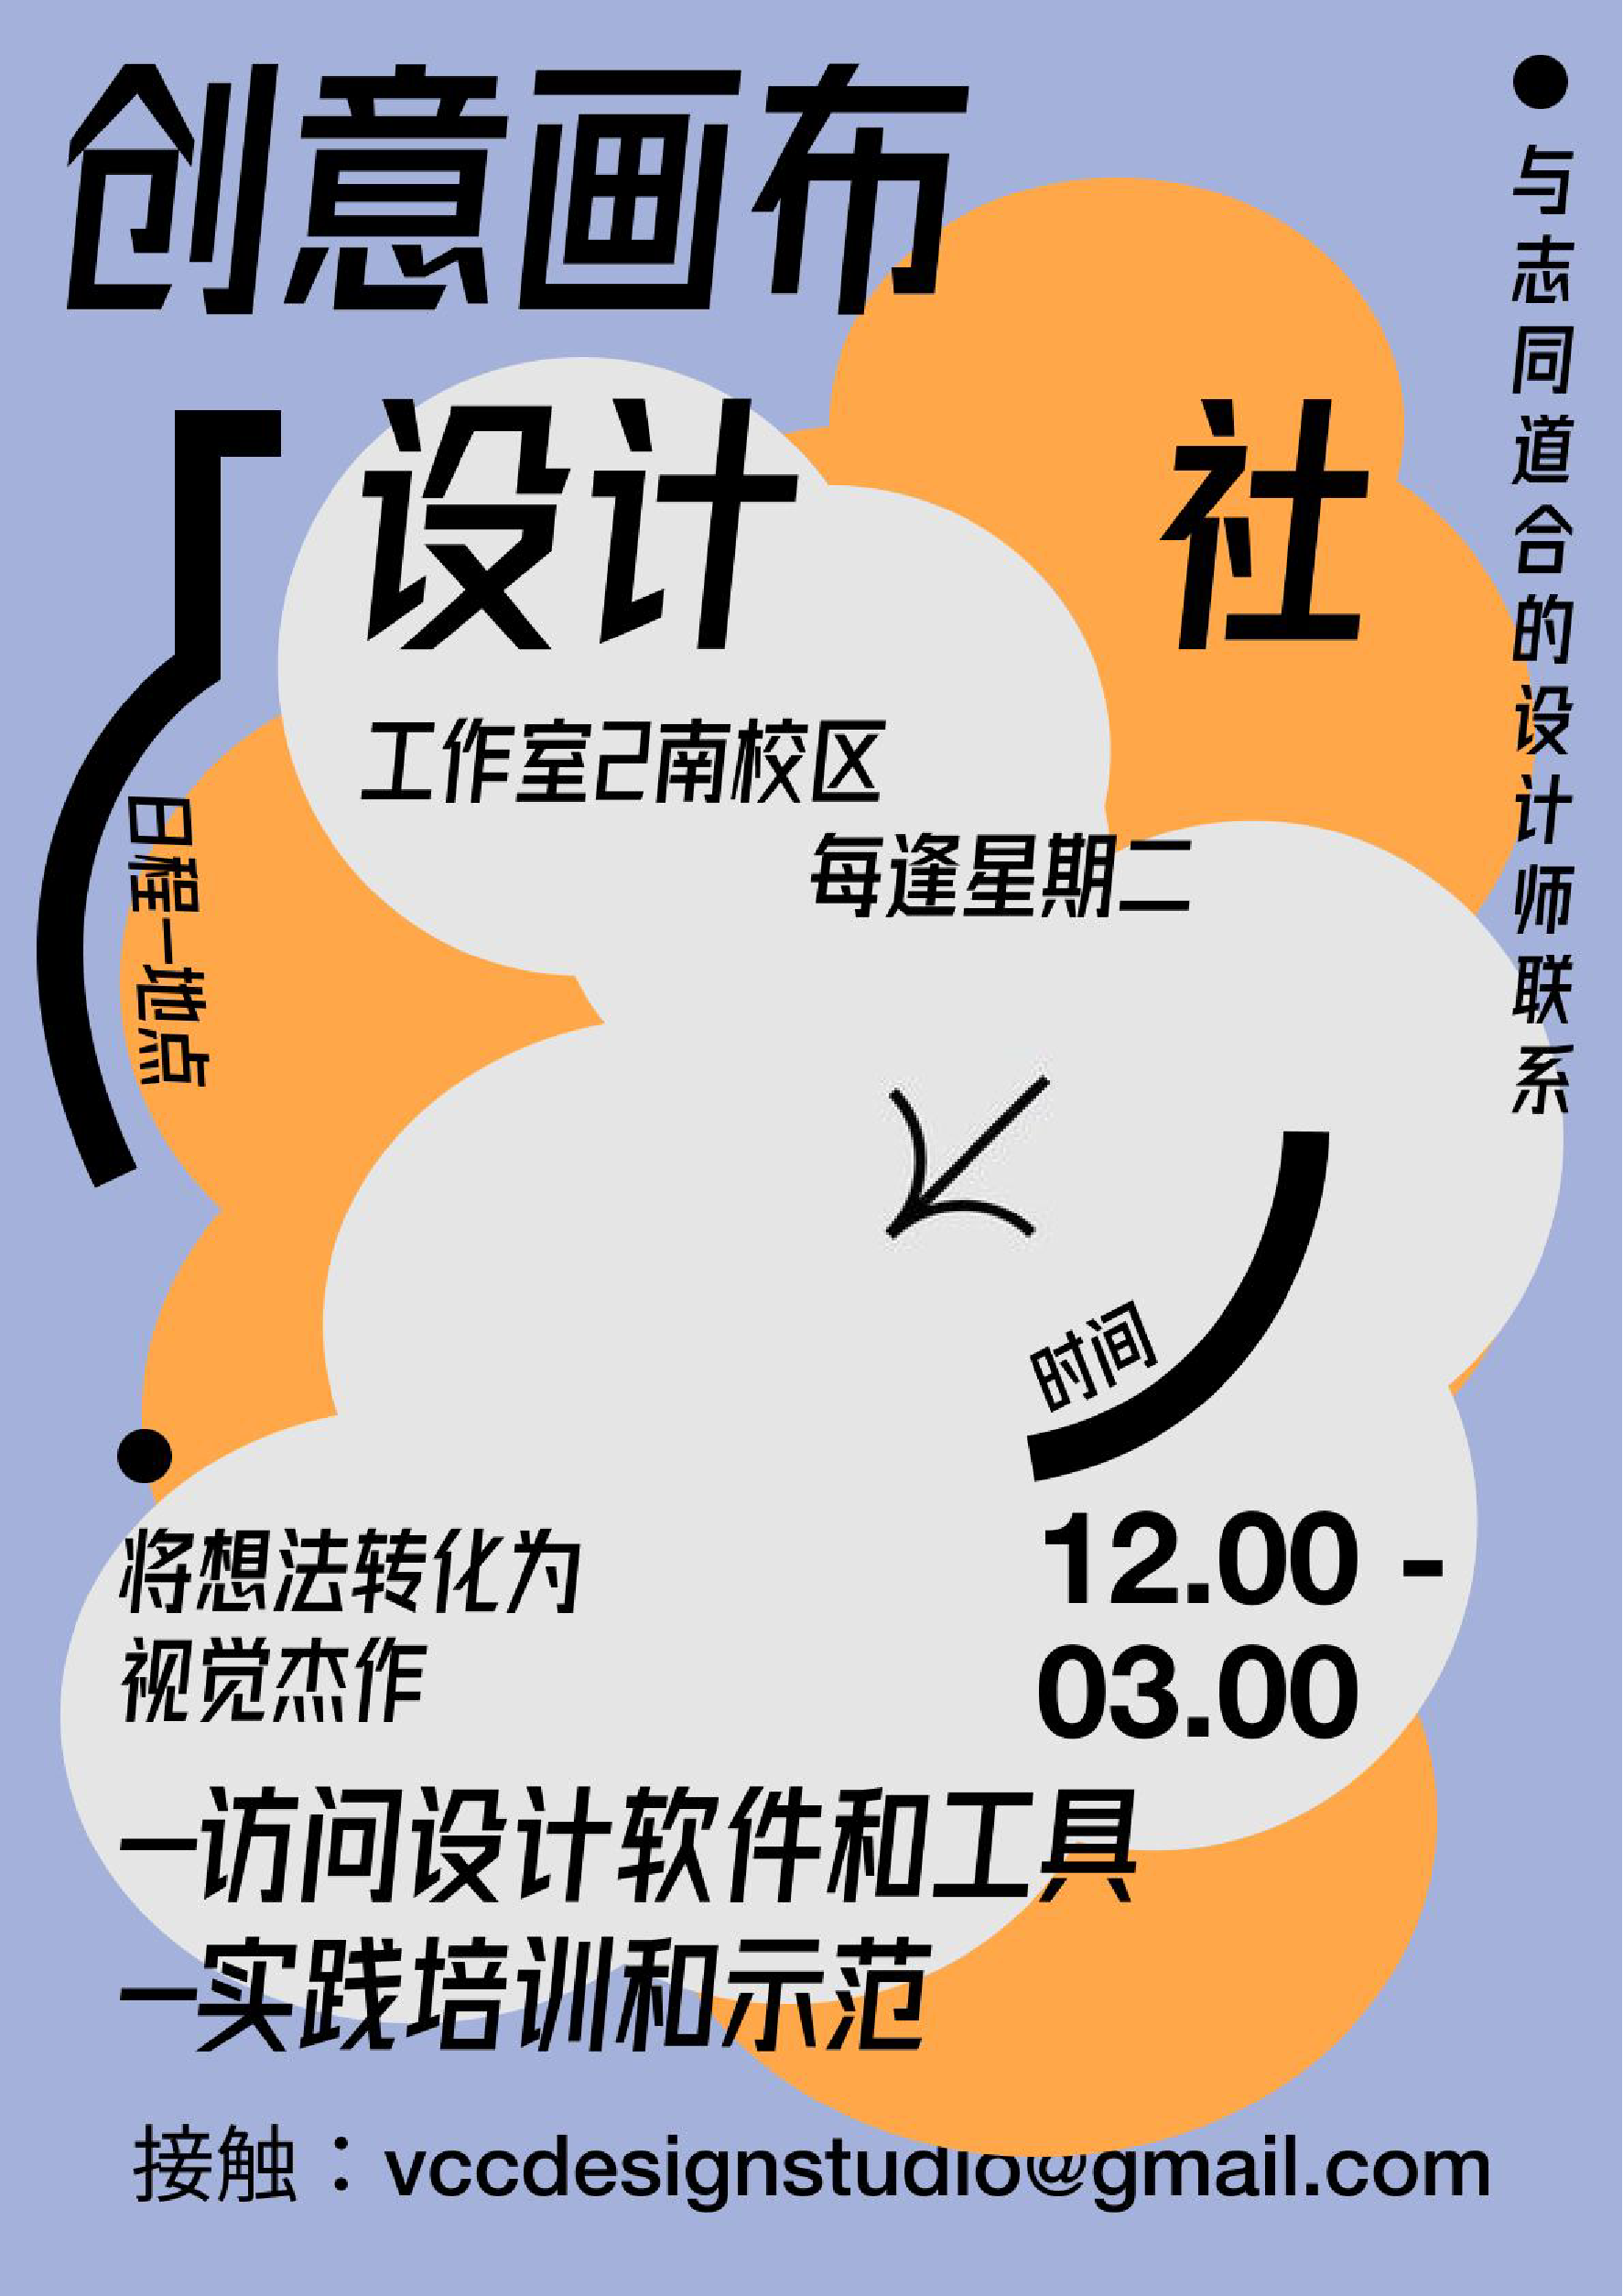 创意画布
设计 社
与志同道合的设计师联系
工作室2南校区
每逢星期二
日程–地点
时间
12.00 -
03.00
将想法转化为
视觉杰作
–访问设计软件和工具
–实践培训和示范
接触：vccdesignstudio@gmail.com